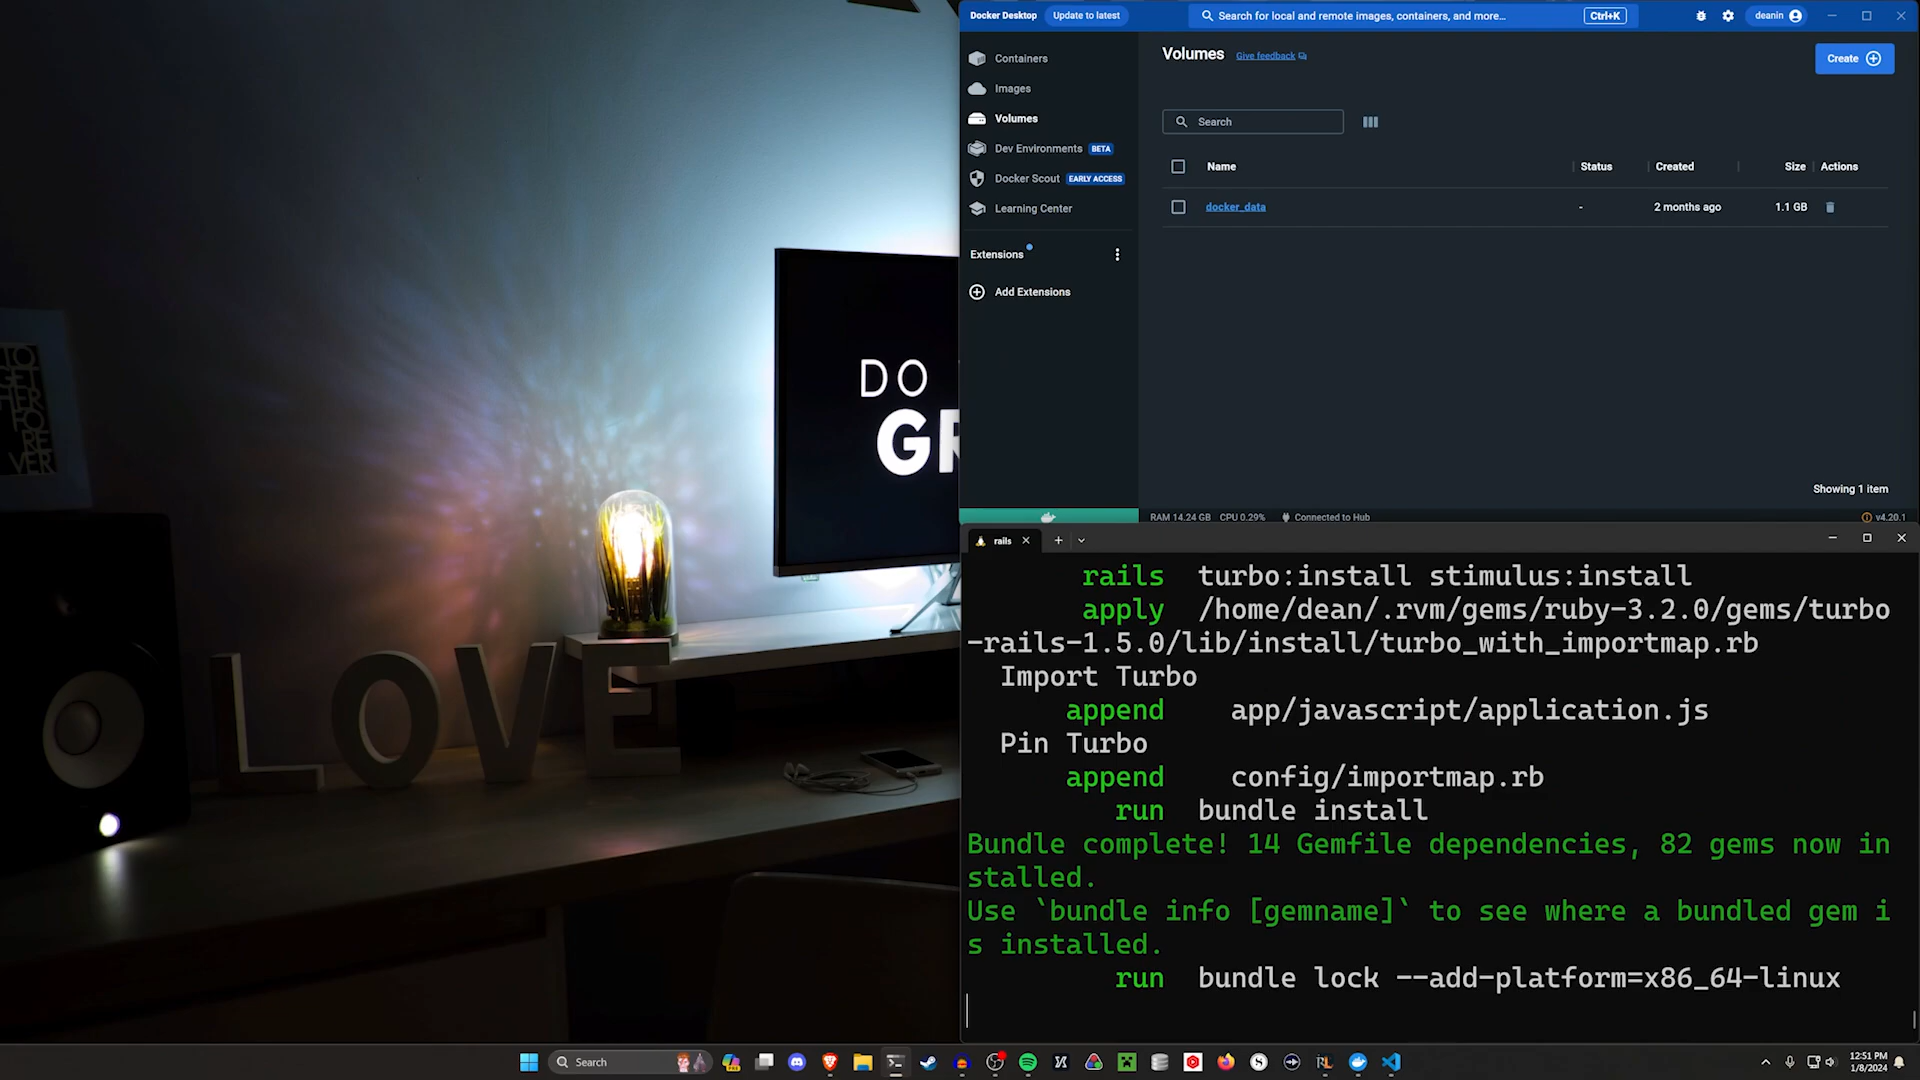 Docker Desktop
Update to latest
Search for local and remote images, containers, and more...
Ctrl+K
deanin
Containers
Images
Volumes
Dev Environments BETA
Docker Scout EARLY ACCESS
Learning Center
Extensions
Add Extensions
Volumes Give feedback
Create
Search
Name Status Created Size Actions
docker_data - 2 months ago 1.1 GB
Showing 1 item
RAM 14.24 GB CPU 0.29% Connected to Hub
v4.20.1
rails
rails turbo:install stimulus:install
apply /home/dean/.rvm/gems/ruby-3.2.0/gems/turbo
-rails-1.5.0/lib/install/turbo_with_importmap.rb
Import Turbo
append app/javascript/application.js
Pin Turbo
append config/importmap.rb
run bundle install
Bundle complete! 14 Gemfile dependencies, 82 gems now in
stalled.
Use `bundle info [gemname]` to see where a bundled gem i
s installed.
run bundle lock --add-platform=x86_64-linux
DO
GR
TO
GET
HER
FO
RE
VER
LOVE
Search
12:51 PM
1/8/2024